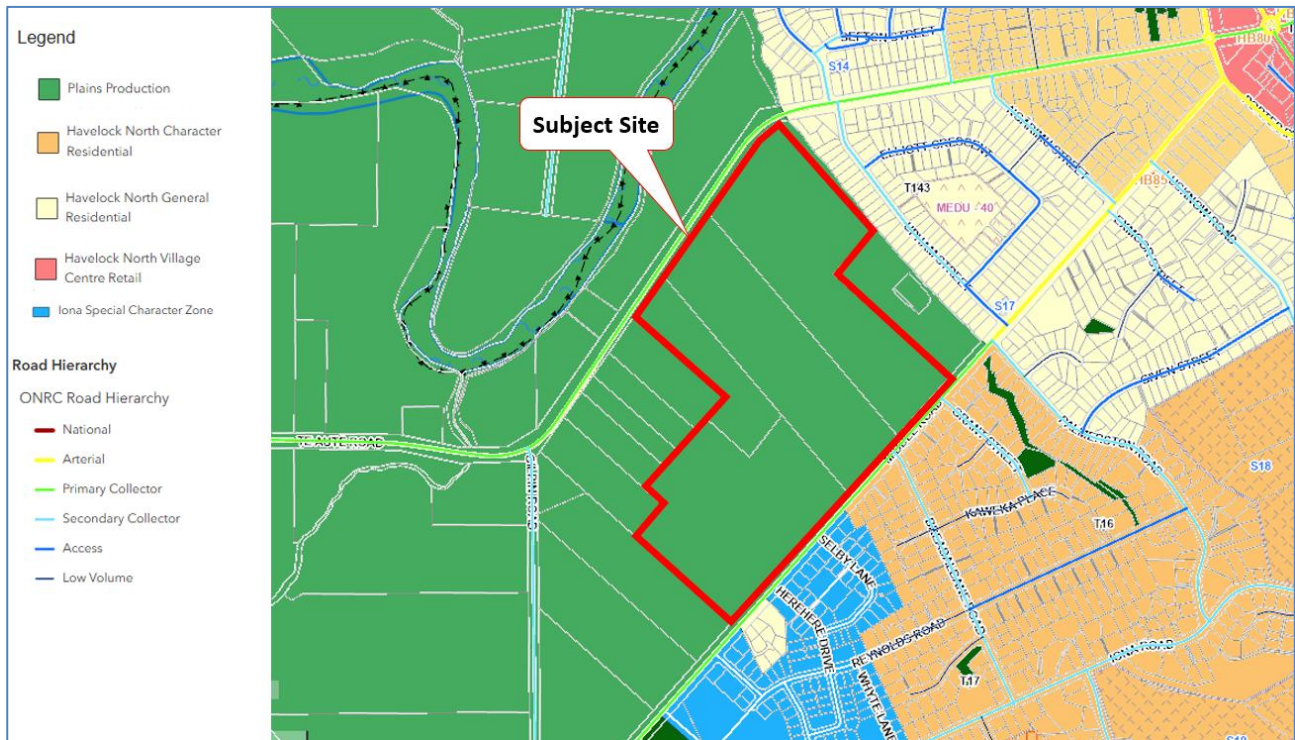 Legend
Plains Production
Havelock North Character
Residential
Havelock North General
Residential
Havelock North Village
Centre Retail
Iona Special Character Zone
Road Hierarchy
ONRC Road Hierarchy
National
Arterial
Primary Collector
Secondary Collector
Access
Low Volume
Subject Site
SEFTON STREET
S14
ELLIOTT CRESCENT
T143
MEDU - 40
S17
GRANT STREET
KAWEKA PLACE
T16
S18
SELBY LANE
HEREHERE DRIVE
REYNOLDS ROAD
WHYTE LANE
IONA ROAD
T17
TE AUTE ROAD